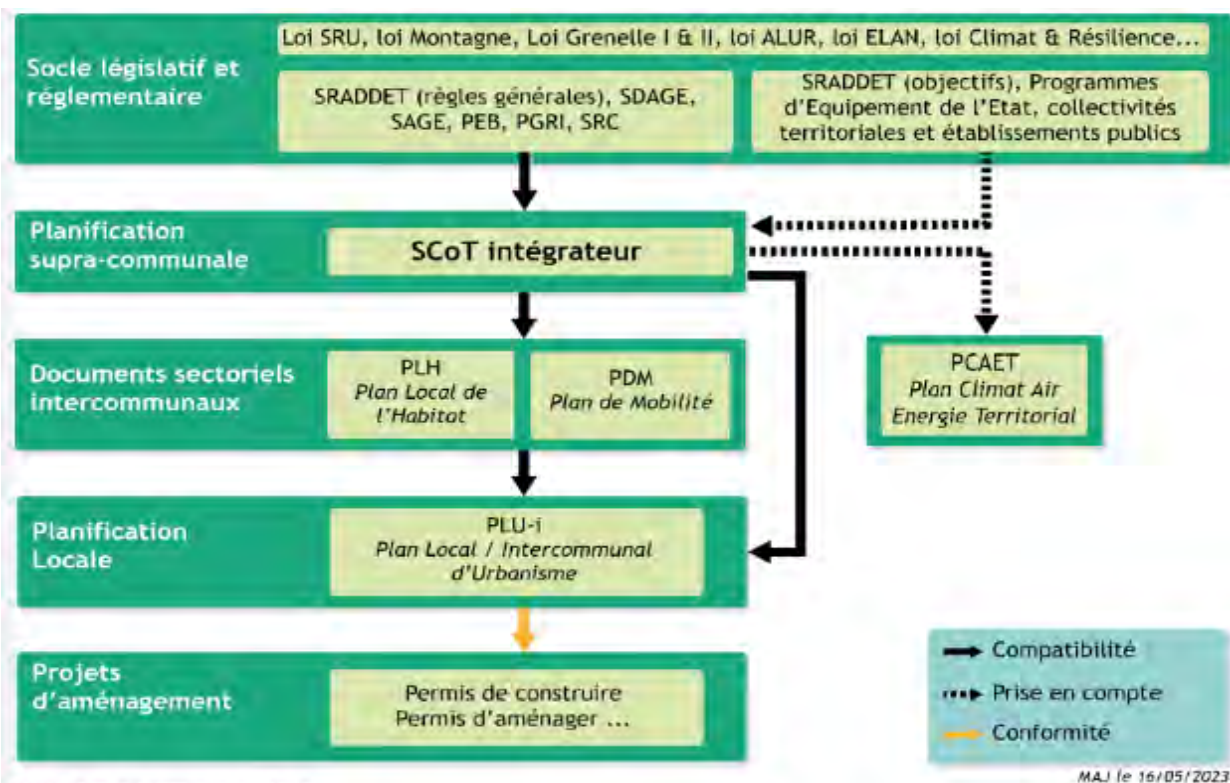 Loi SRU, loi Montagne, Loi Grenelle I & II, loi ALUR, loi ELAN, loi Climat & Résilience...
Socle législatif et
réglementaire
SRADDET (règles générales), SDAGE,
SAGE, PEB, PGRI, SRC
SRADDET (objectifs), Programmes
d'Equipement de l'Etat, collectivités
territoriales et établissements publics
Planification
supra-communale
SCoT intégrateur
Documents sectoriels
intercommunaux
PLH
Plan Local de
l'Habitat
PDM
Plan de Mobilité
PCAET
Plan Climat Air
Energie Territorial
Planification
Locale
PLU-i
Plan Local / Intercommunal
d'Urbanisme
Projets
d'aménagement
Permis de construire
Permis d'aménager ...
Compatibilité
Prise en compte
Conformité
MAJ le 16/05/2023